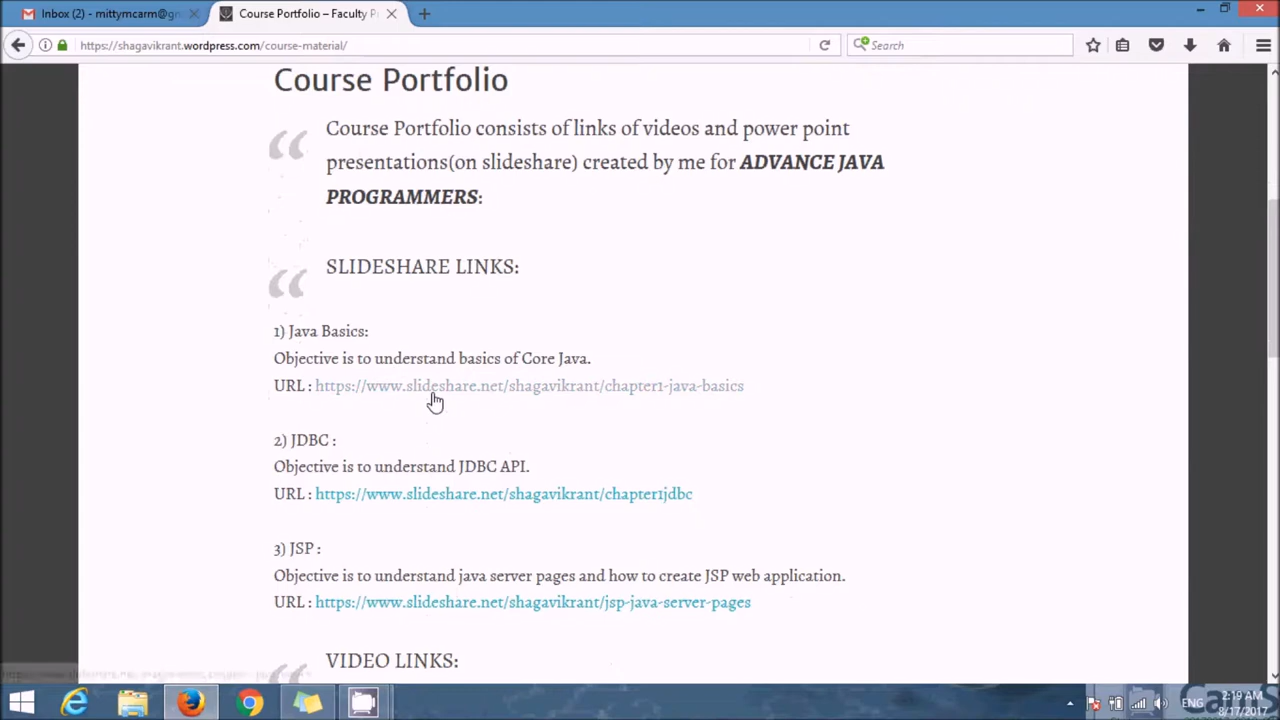 Inbox (2) - mittymcarm@g
Course Portfolio – Faculty P
https://shagavikrant.wordpress.com/course-material/
Search
Course Portfolio
Course Portfolio consists of links of videos and power point
presentations(on slideshare) created by me for ADVANCE JAVA
PROGRAMMERS:
SLIDESHARE LINKS:
1) Java Basics:
Objective is to understand basics of Core Java.
URL : https://www.slideshare.net/shagavikrant/chapter1-java-basics
2) JDBC :
Objective is to understand JDBC API.
URL : https://www.slideshare.net/shagavikrant/chapter1jdbc
3) JSP :
Objective is to understand java server pages and how to create JSP web application.
URL : https://www.slideshare.net/shagavikrant/jsp-java-server-pages
VIDEO LINKS:
ENG
2:19 AM
8/17/2017